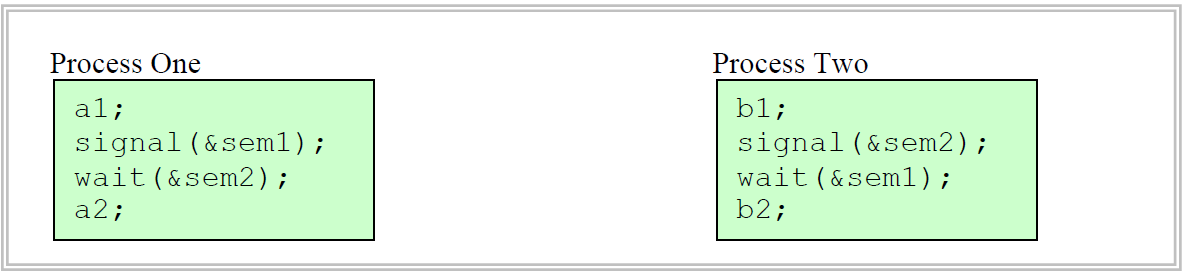 Process One
a1;
signal(&sem1);
wait(&sem2);
a2;
Process Two
b1;
signal(&sem2);
wait(&sem1);
b2;